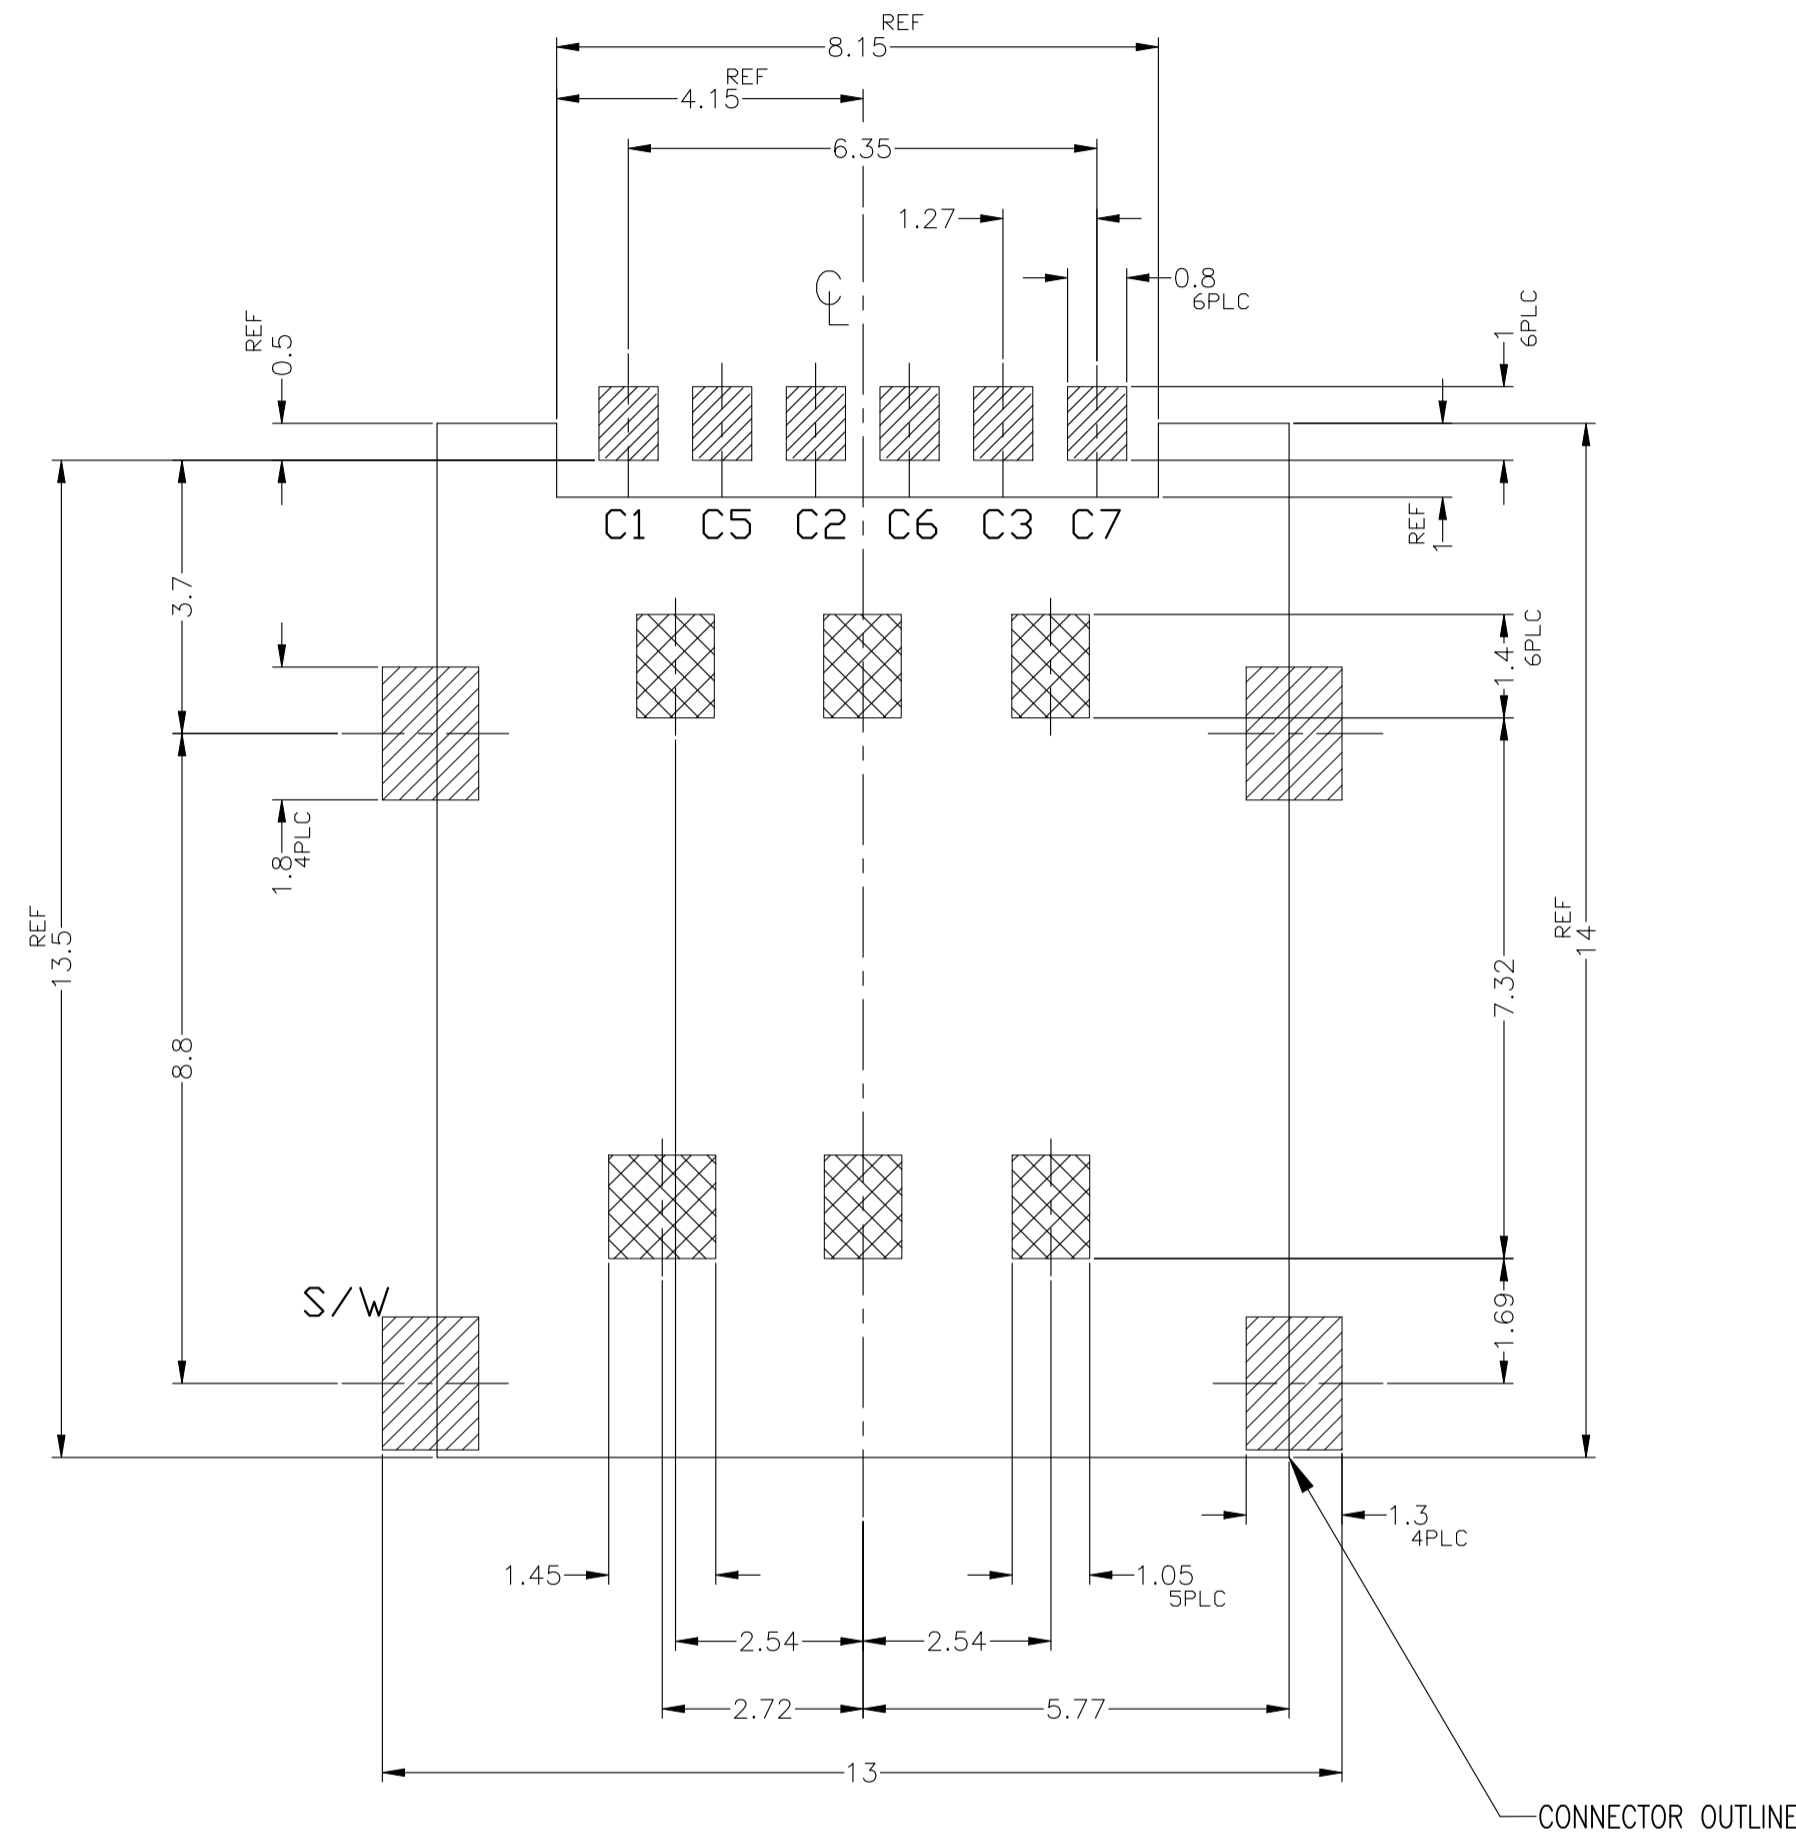 REF
8.15
REF
4.15
6.35
1.27
0.8
6PLC
℄
REF
0.5
1
6PLC
C1 C5 C2 C6 C3 C7
REF
1
3.7
1.4
6PLC
1.8
4PLC
REF
13.5
8.8
7.32
REF
14
S/W
1.69
1.3
4PLC
1.45
1.05
5PLC
2.54
2.54
2.72
5.77
13
CONNECTOR OUTLINE